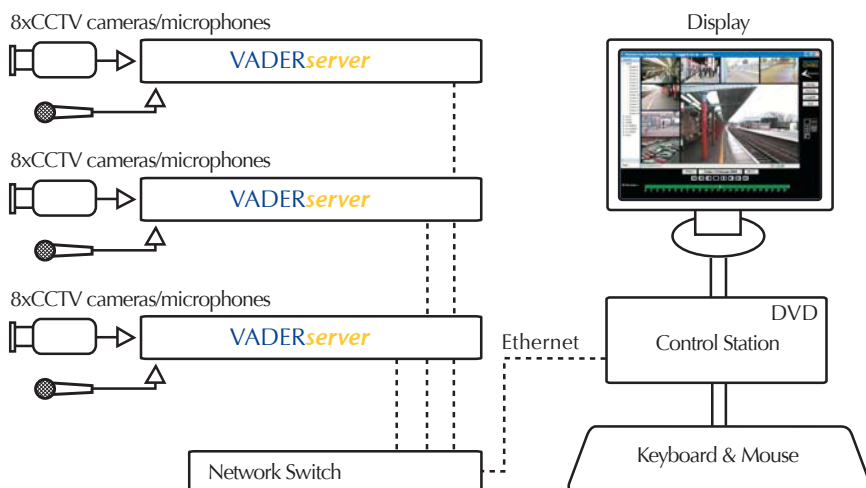 8xCCTV cameras/microphones
VADERserver
8xCCTV cameras/microphones
VADERserver
8xCCTV cameras/microphones
VADERserver
Network Switch
Ethernet
Display
DVD
Control Station
Keyboard & Mouse